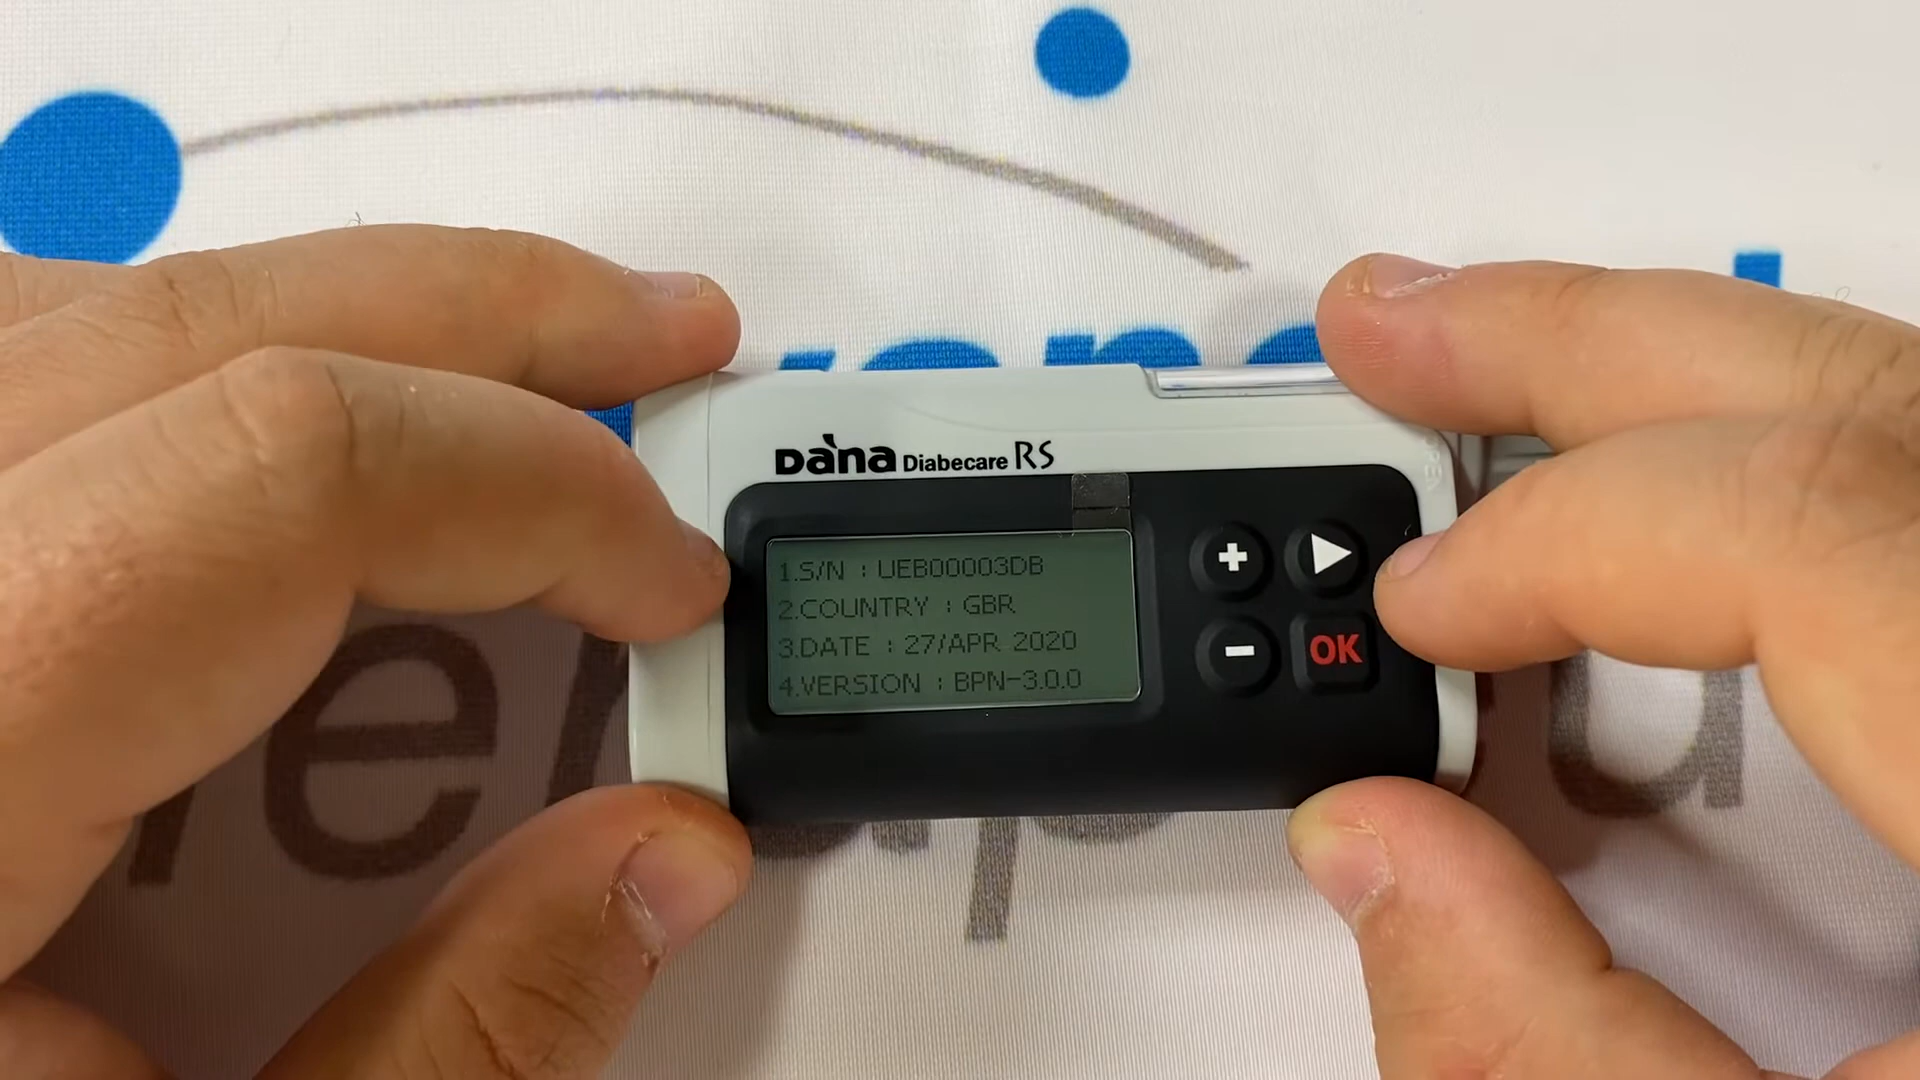 Dana Diabecare RS
1.S/N : UEB00003DB
2.COUNTRY : GBR
3.DATE : 27/APR 2020
4.VERSION : BPN-3.0.0
OK